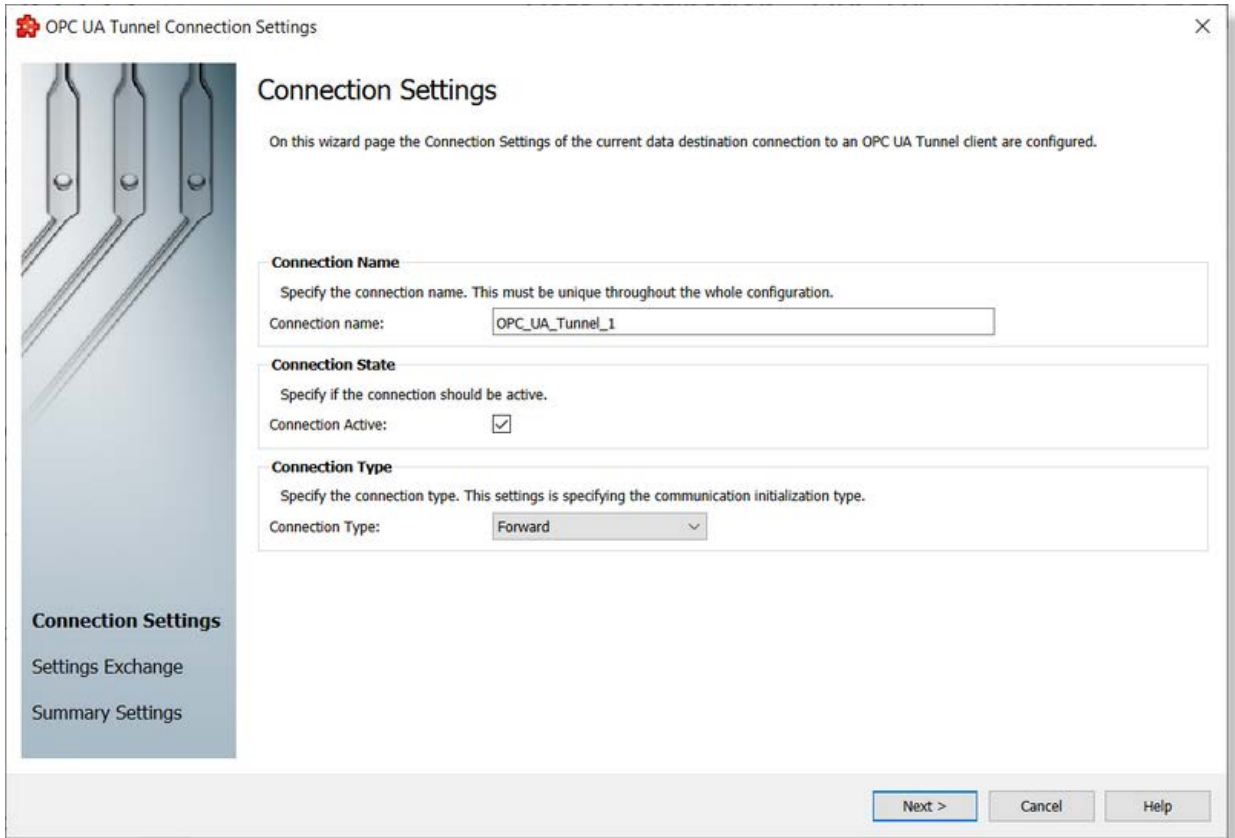 OPC UA Tunnel Connection Settings
Connection Settings
On this wizard page the Connection Settings of the current data destination connection to an OPC UA Tunnel client are configured.
Connection Name
Specify the connection name. This must be unique throughout the whole configuration.
Connection name: OPC_UA_Tunnel_1
Connection State
Specify if the connection should be active.
Connection Active:
Connection Type
Specify the connection type. This settings is specifying the communication initialization type.
Connection Type: Forward
Connection Settings
Settings Exchange
Summary Settings
Next > Cancel Help